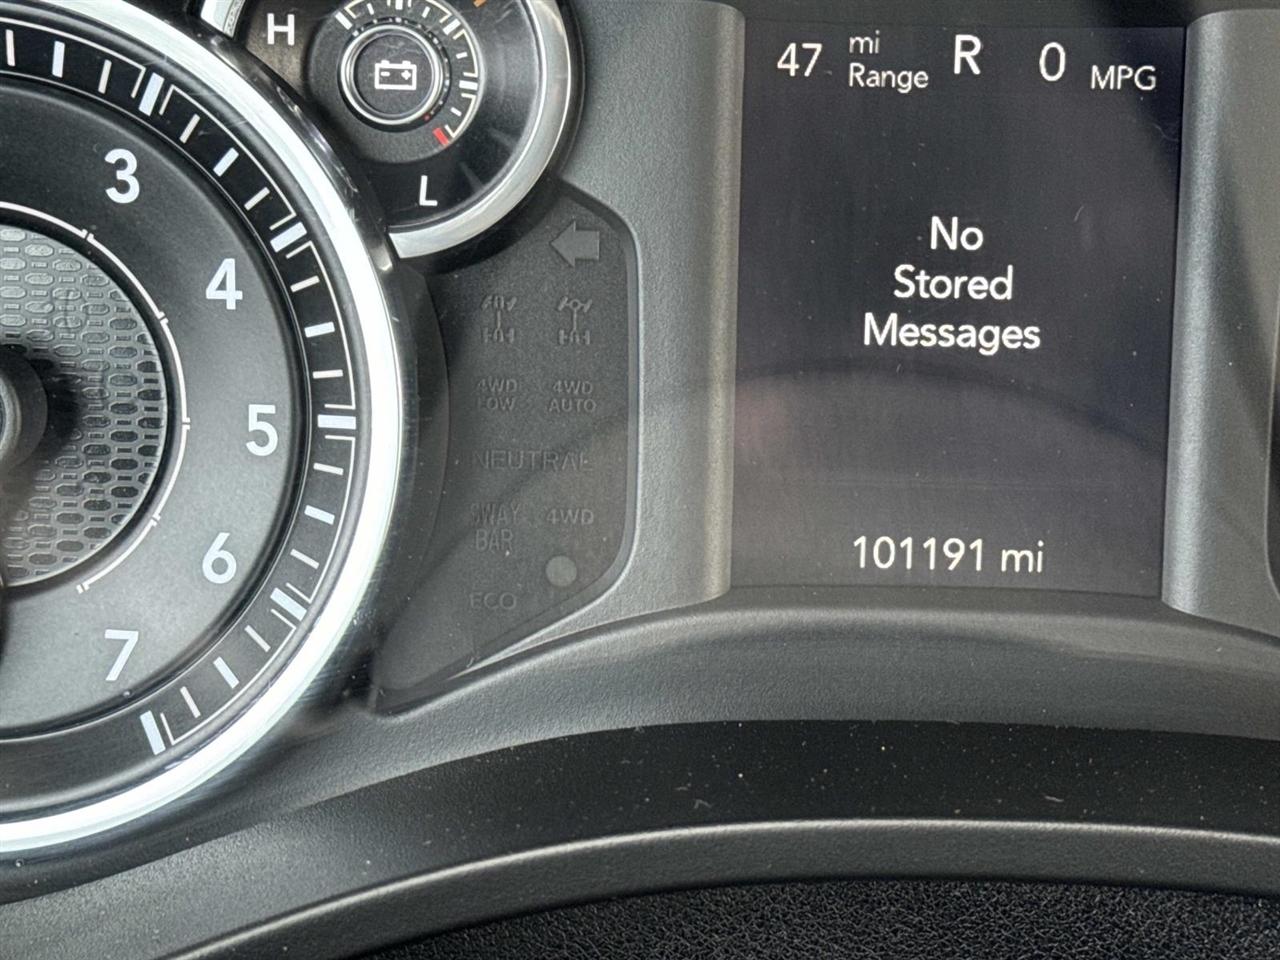 H
L
3
4
5
6
7
4WD LOW
4WD AUTO
NEUTRAL
SWAY BAR
4WD
ECO
47 mi Range R 0 MPG
No
Stored
Messages
101191 mi